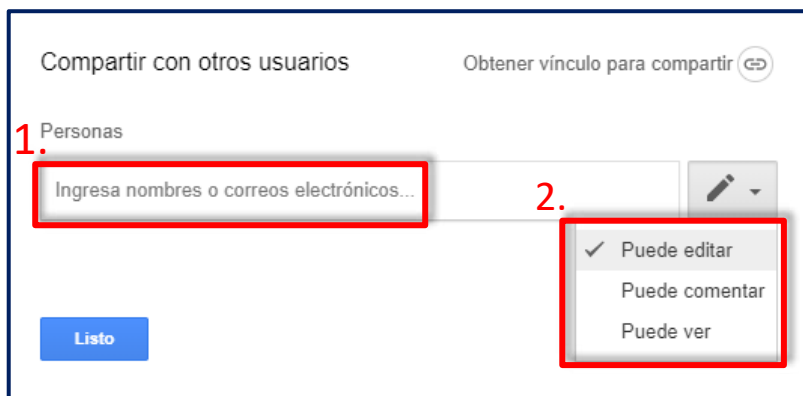 Compartir con otros usuarios
Obtener vínculo para compartir
1.
Personas
Ingresa nombres o correos electrónicos...
2.
Puede editar
Puede comentar
Puede ver
Listo